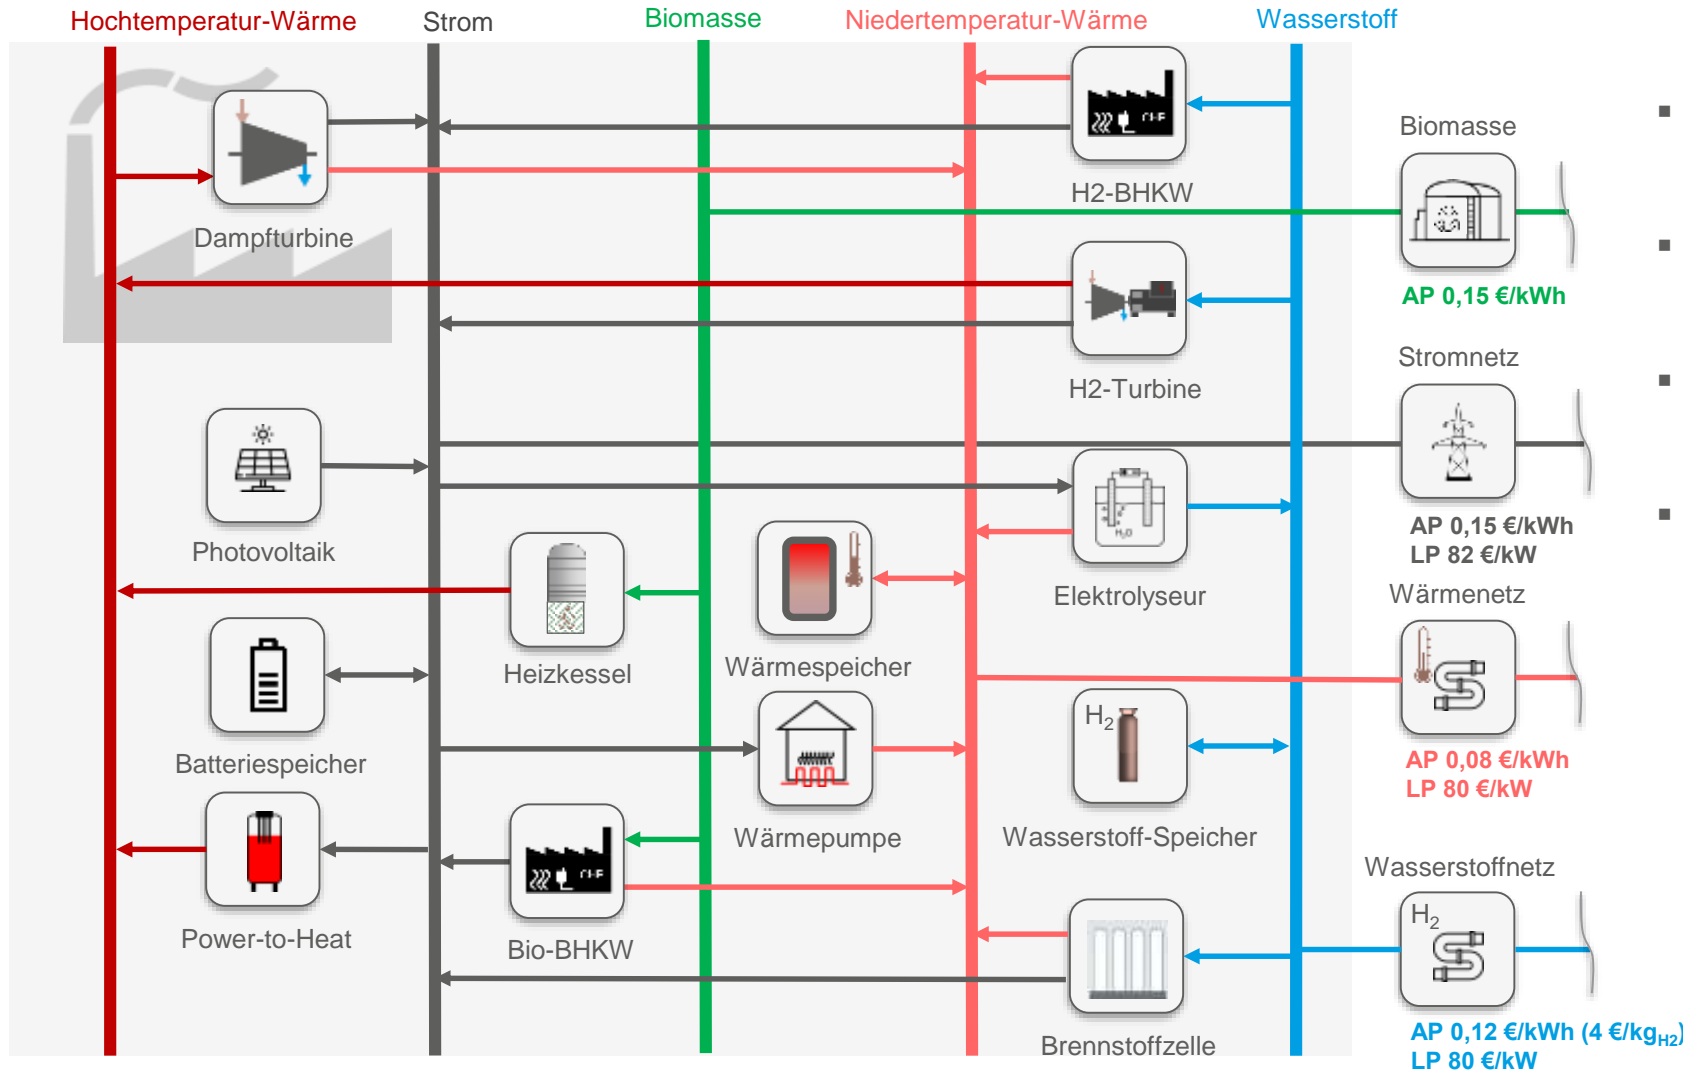 Hochtemperatur-Wärme
Strom
Biomasse
Niedertemperatur-Wärme
Wasserstoff
Biomasse
H2-BHKW
Dampfturbine
AP 0,15 €/kWh
Stromnetz
H2-Turbine
H₂O
AP 0,15 €/kWh
LP 82 €/kW
Photovoltaik
Elektrolyseur
Wärmenetz
Heizkessel
Wärmespeicher
H₂
AP 0,08 €/kWh
LP 80 €/kW
Batteriespeicher
Wärmepumpe
Wasserstoff-Speicher
Wasserstoffnetz
H₂
Power-to-Heat
Bio-BHKW
AP 0,12 €/kWh (4 €/kg_H2)
LP 80 €/kW
Brennstoffzelle